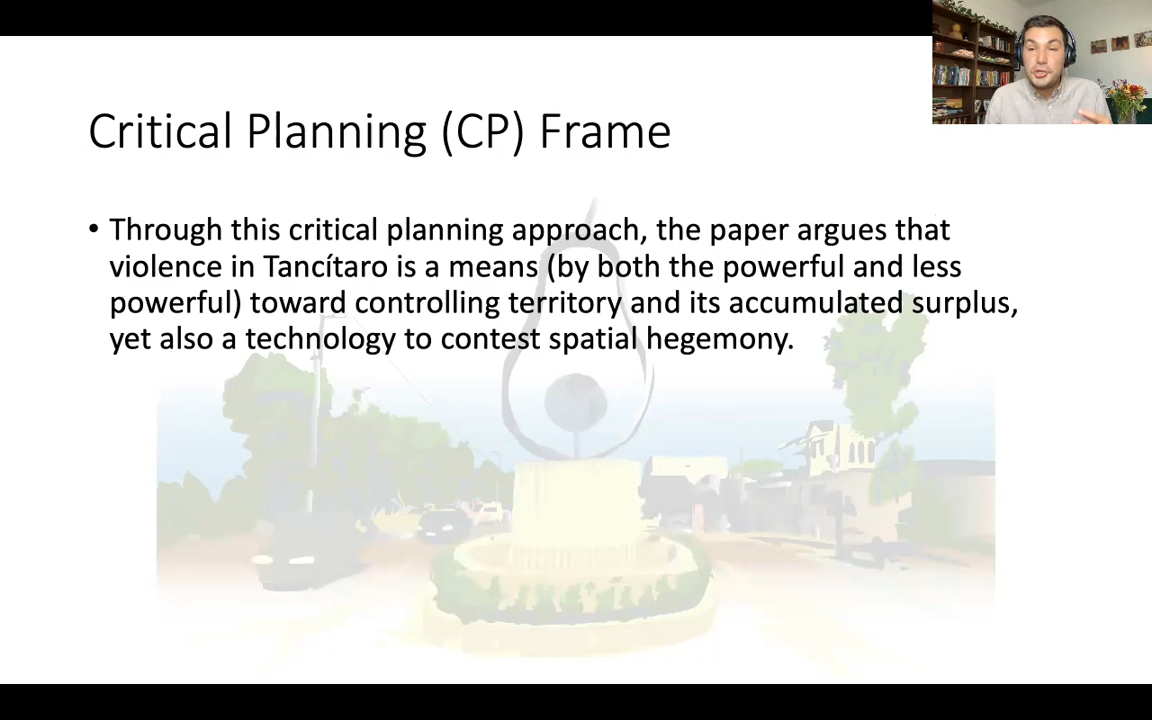 Critical Planning (CP) Frame
• Through this critical planning approach, the paper argues that
violence in Tancítaro is a means (by both the powerful and less
powerful) toward controlling territory and its accumulated surplus,
yet also a technology to contest spatial hegemony.